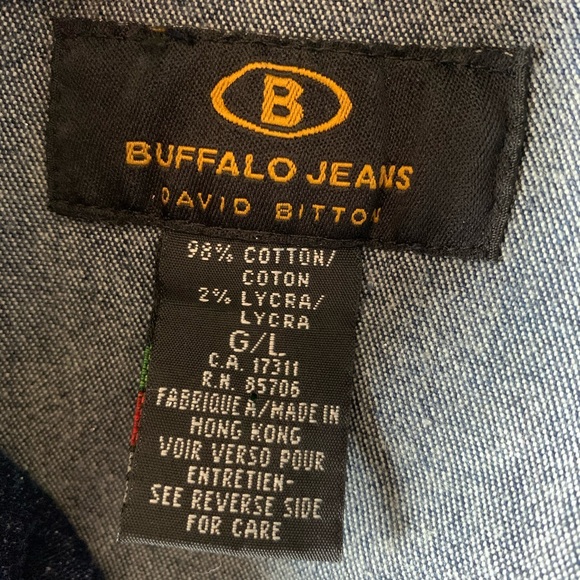 B
BUFFALO JEANS
DAVID BITTON
98% COTTON/
COTON
2% LYCRA/
LYCRA
G/L
C.A. 17311
R.N. 85706
FABRIQUE A/MADE IN
HONG KONG
VOIR VERSO POUR
ENTRETIEN-
SEE REVERSE SIDE
FOR CARE